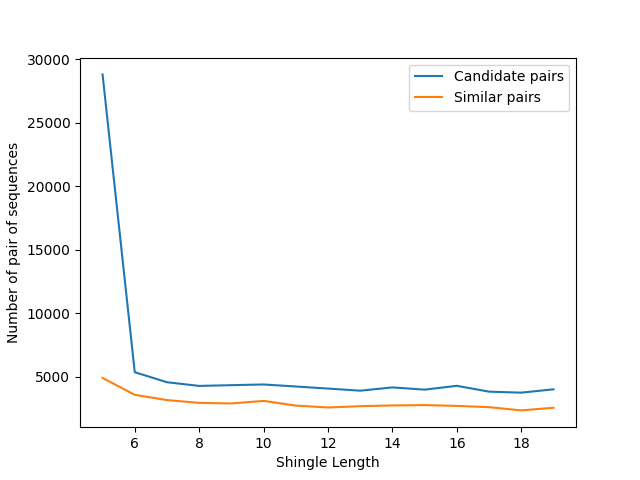 30000
25000
20000
15000
10000
5000
Number of pair of sequences
Candidate pairs
Similar pairs
6 8 10 12 14 16 18
Shingle Length